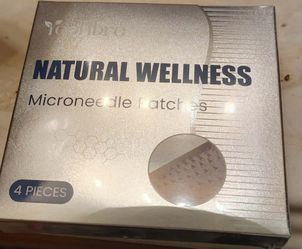 NATURAL WELLNESS
Microneedle Patches
4 PIECES